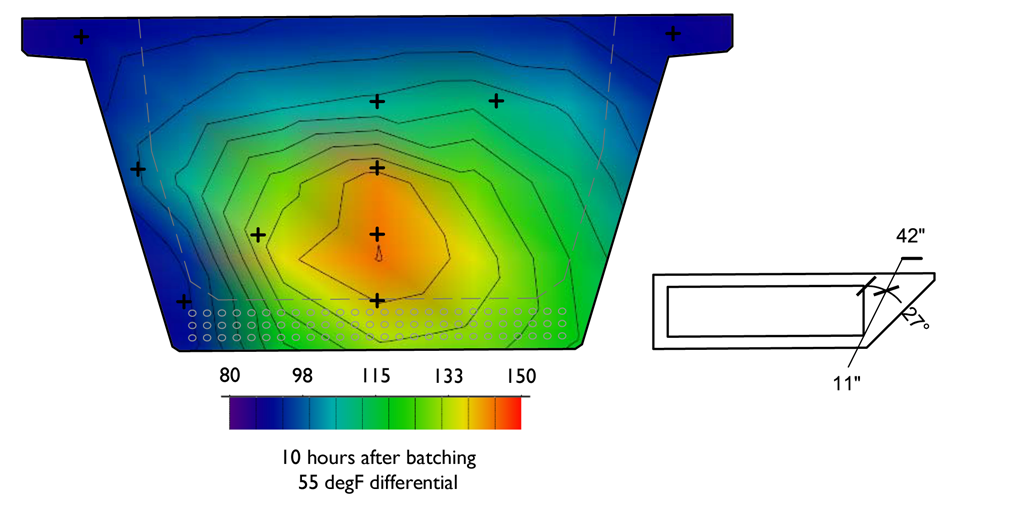 80 98 115 133 150
10 hours after batching
55 degF differential
42"
27°
11"